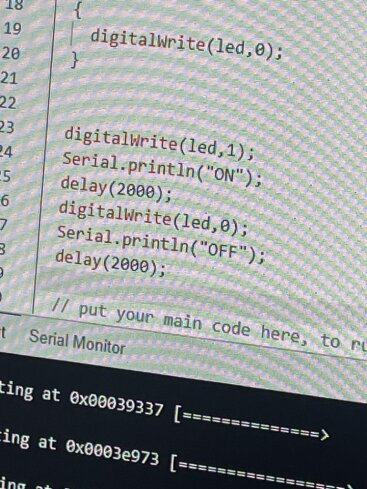 18
{
19
digitalWrite(led,0);
20
}
21
22
23
digitalWrite(led,1);
24
Serial.println("ON");
25
delay(2000);
6
digitalWrite(led,0);
7
Serial.println("OFF");
8
delay(2000);
9
// put your main code here, to ru
Serial Monitor
ting at 0x00039337 [==============>
ting at 0x0003e973 [=================>